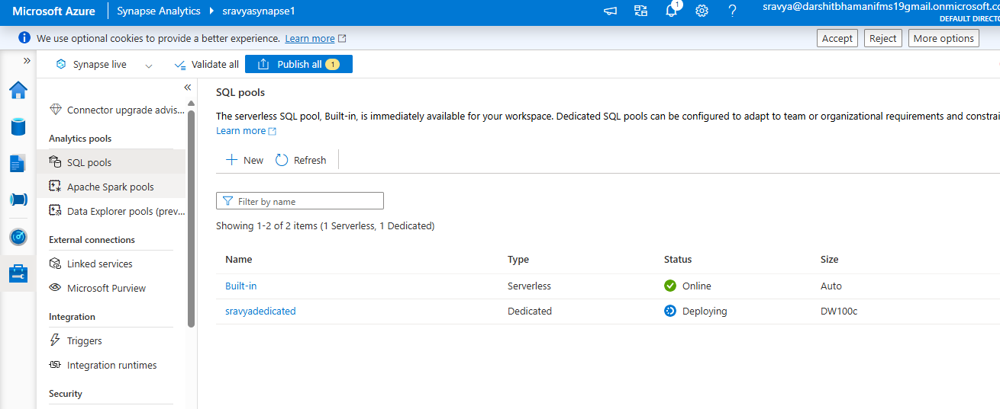 Microsoft Azure | Synapse Analytics ▸ sravyasynapse1
1
sravya@darshitbhamanifms19gmail.onmicrosoft.co
DEFAULT DIRECTO
We use optional cookies to provide a better experience. Learn more
Accept Reject More options
» Synapse live Validate all Publish all 1
«
Connector upgrade advis...
Analytics pools
SQL pools
Apache Spark pools
Data Explorer pools (prev...
External connections
Linked services
Microsoft Purview
Integration
Triggers
Integration runtimes
Security
SQL pools
The serverless SQL pool, Built-in, is immediately available for your workspace. Dedicated SQL pools can be configured to adapt to team or organizational requirements and constrai
Learn more
New Refresh
Filter by name
Showing 1-2 of 2 items (1 Serverless, 1 Dedicated)
Name Type Status Size
Built-in Serverless Online Auto
sravyadedicated Dedicated Deploying DW100c